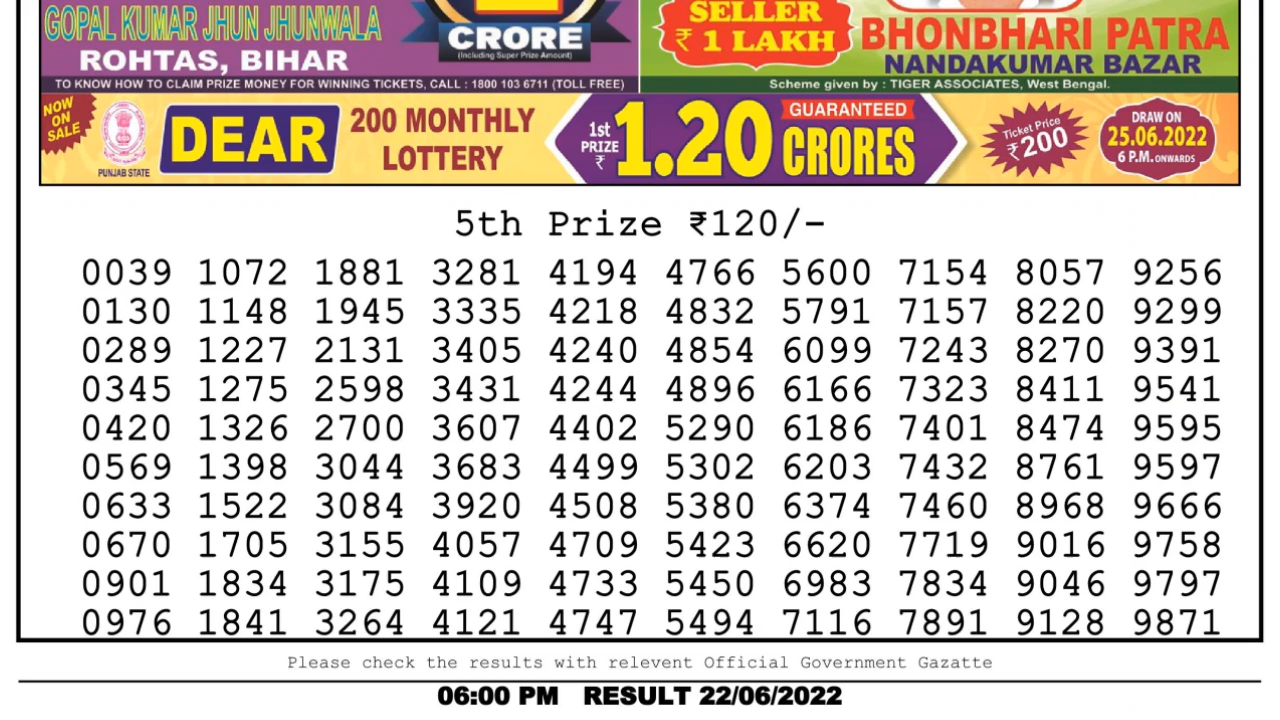 GOPAL KUMAR JHUN JHUNWALA
ROHTAS, BIHAR
CRORE
(Including Super Prize Amount)
SELLER
₹ 1 LAKH
BHONBHARI PATRA
NANDAKUMAR BAZAR
TO KNOW HOW TO CLAIM PRIZE MONEY FOR WINNING TICKETS, CALL : 1800 103 6711 (TOLL FREE)
Scheme given by : TIGER ASSOCIATES, West Bengal.
NOW
ON
SALE
PUNJAB STATE
DEAR
200 MONTHLY
LOTTERY
1st
PRIZE
₹
1.20
GUARANTEED
CRORES
Ticket Price
₹200
DRAW ON
25.06.2022
6 P.M. ONWARDS
5th Prize ₹120/-
0039 1072 1881 3281 4194 4766 5600 7154 8057 9256
0130 1148 1945 3335 4218 4832 5791 7157 8220 9299
0289 1227 2131 3405 4240 4854 6099 7243 8270 9391
0345 1275 2598 3431 4244 4896 6166 7323 8411 9541
0420 1326 2700 3607 4402 5290 6186 7401 8474 9595
0569 1398 3044 3683 4499 5302 6203 7432 8761 9597
0633 1522 3084 3920 4508 5380 6374 7460 8968 9666
0670 1705 3155 4057 4709 5423 6620 7719 9016 9758
0901 1834 3175 4109 4733 5450 6983 7834 9046 9797
0976 1841 3264 4121 4747 5494 7116 7891 9128 9871
Please check the results with relevent Official Government Gazatte
06:00 PM RESULT 22/06/2022